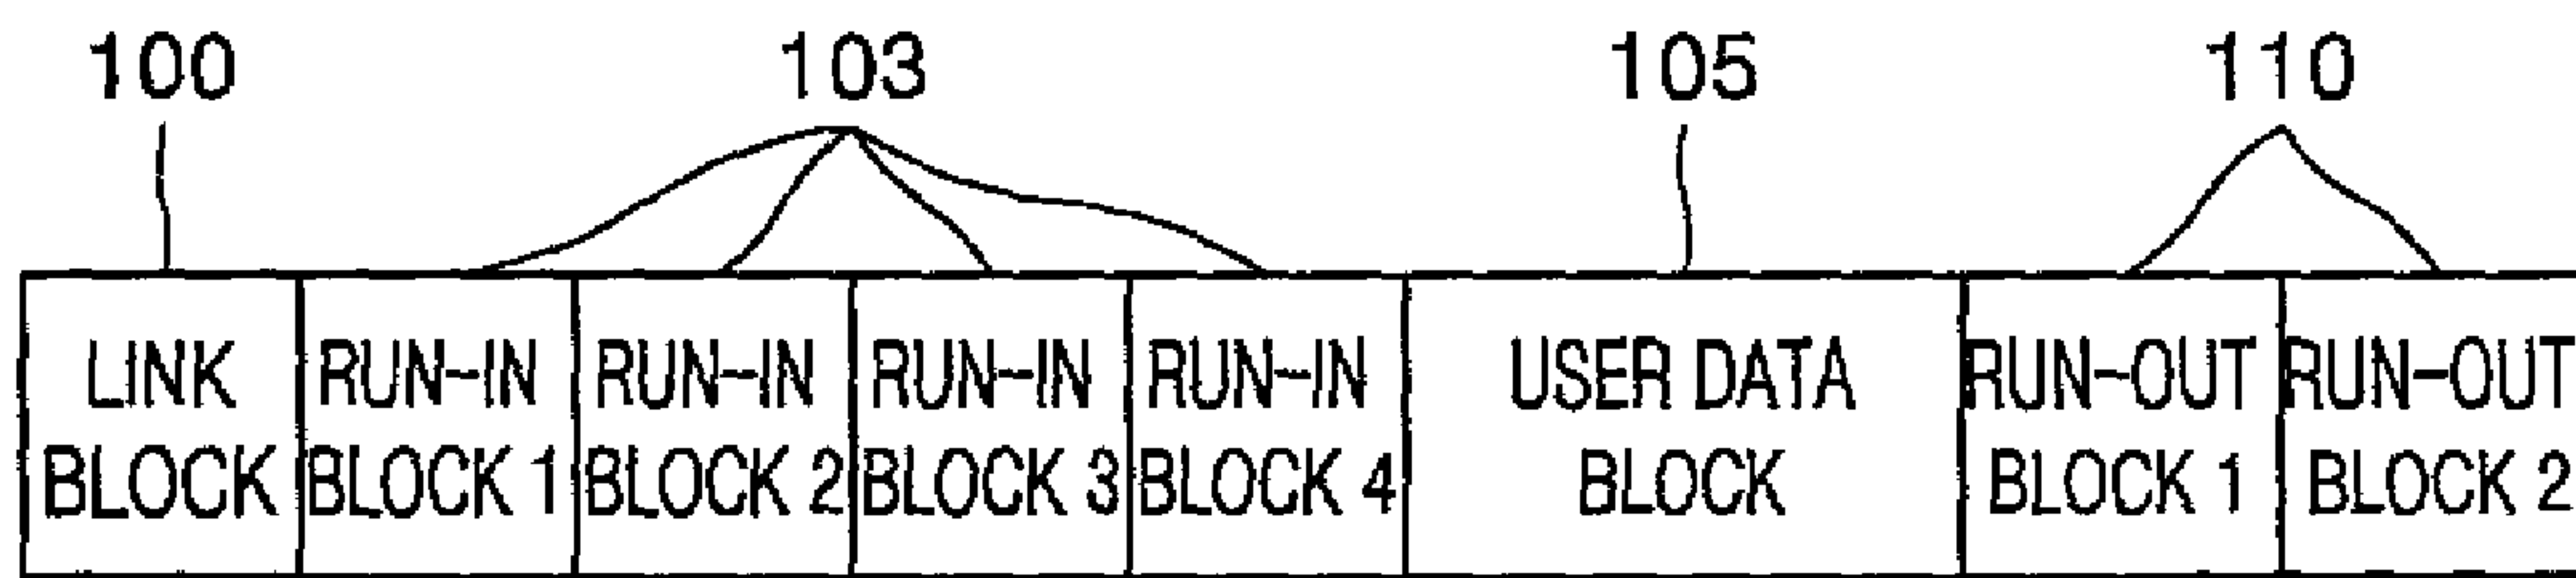 100 103 105 110
LINK BLOCK
RUN-IN BLOCK 1
RUN-IN BLOCK 2
RUN-IN BLOCK 3
RUN-IN BLOCK 4
USER DATA BLOCK
RUN-OUT BLOCK 1
RUN-OUT BLOCK 2